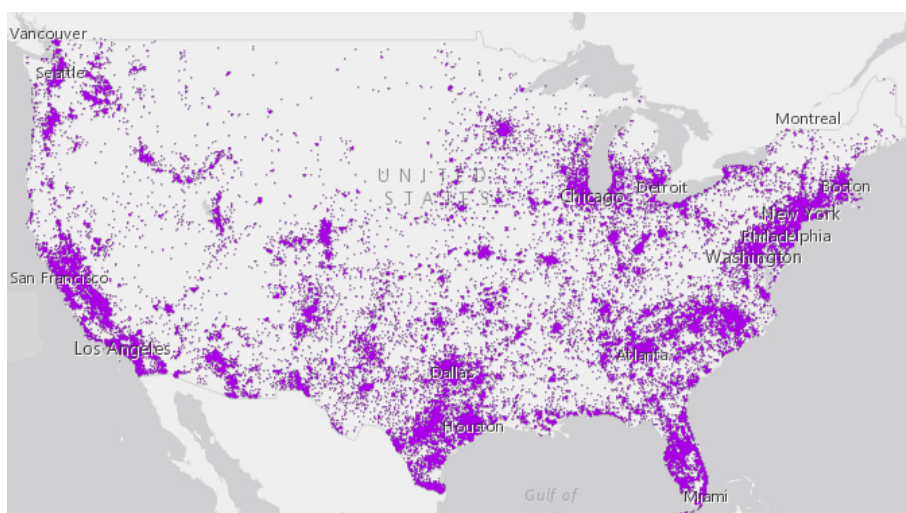 Vancouver
Seattle
Montreal
UNITED
STATES
Detroit
Boston
Chicago
New York
Philadelphia
Washington
San Francisco
Los Angeles
Atlanta
Dallas
Houston
Miami
Gulf of